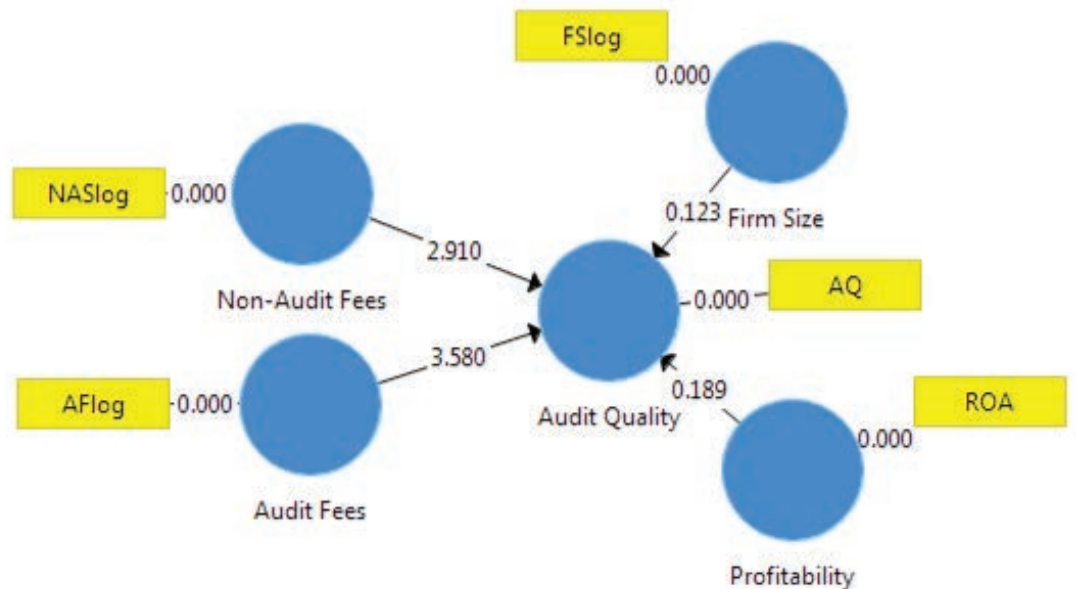 FSlog
0.000
NASlog
0.000
0.123
Firm Size
2.910
Non-Audit Fees
0.000
AQ
3.580
AFlog
0.000
0.189
ROA
Audit Quality
0.000
Audit Fees
Profitability